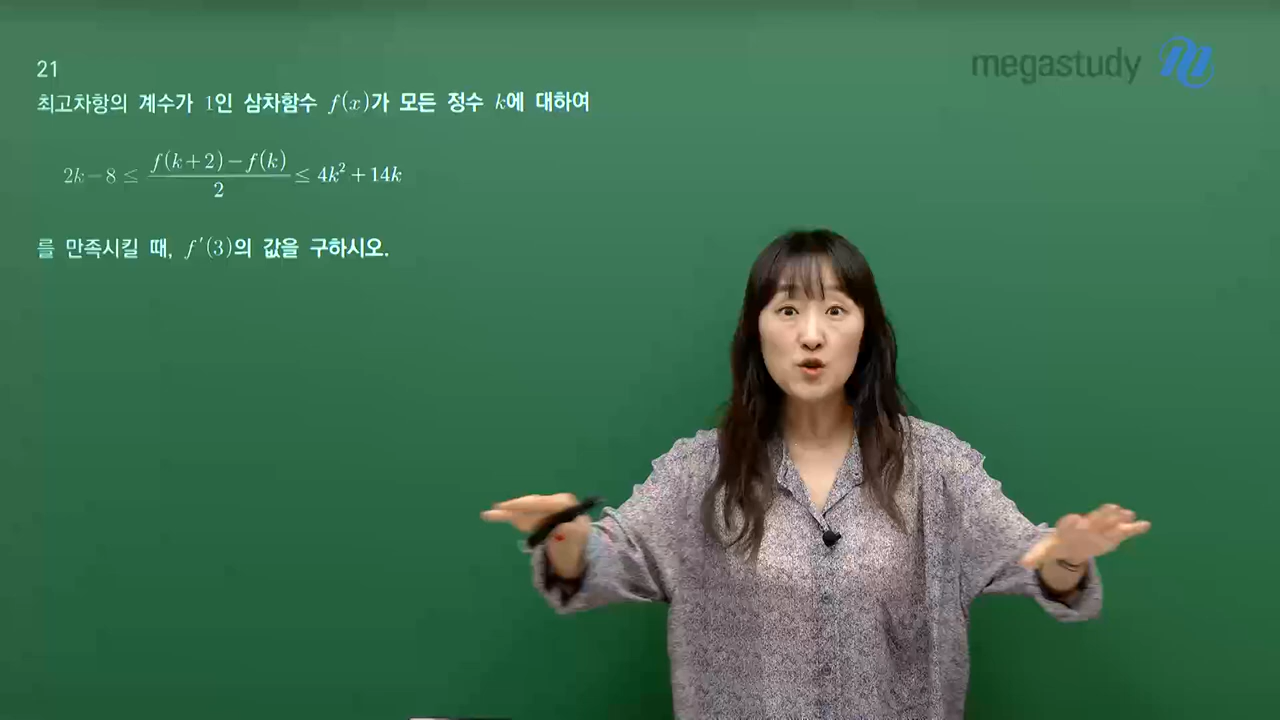 megastudy
21
최고차항의 계수가 1인 삼차함수 f(x)가 모든 정수 k에 대하여
2k-8 ≤ \frac{f(k+2)-f(k)}{2} ≤ 4k²+14k
를 만족시킬 때, f′(3)의 값을 구하시오.